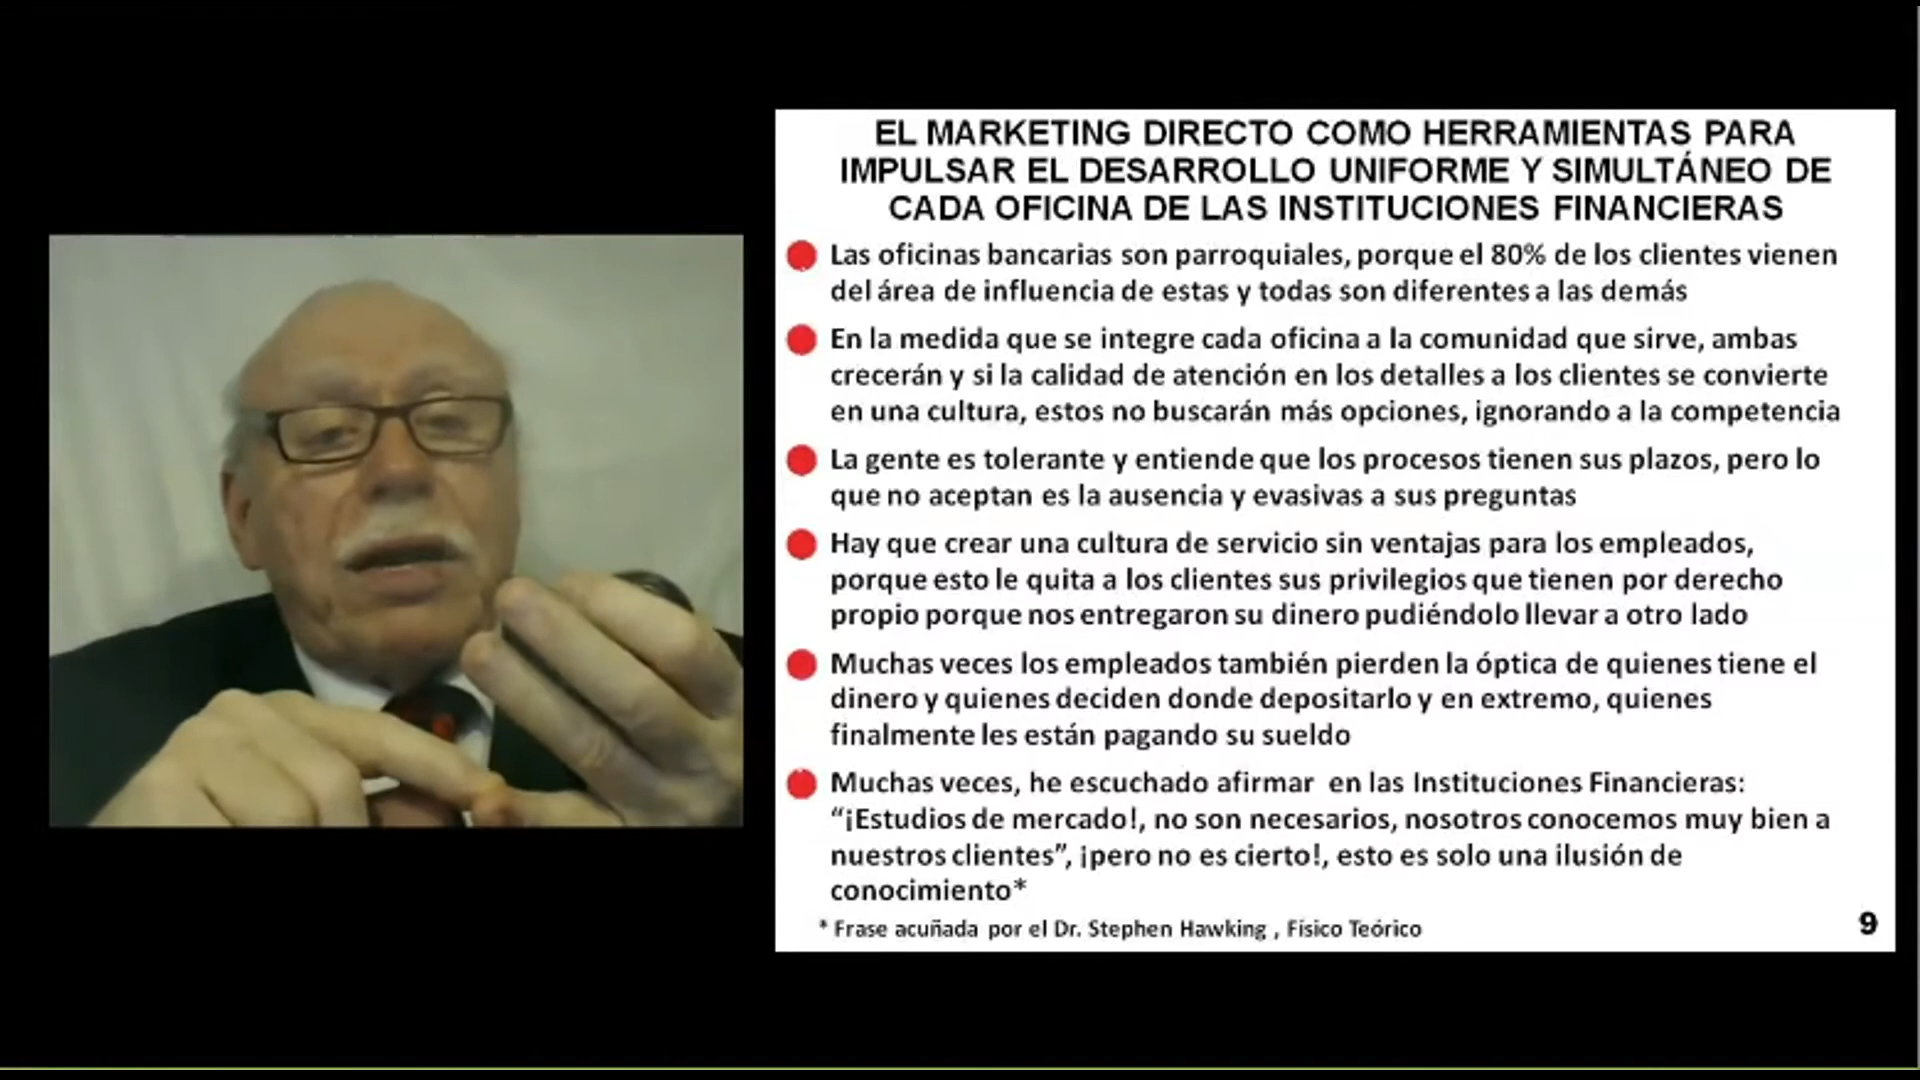 EL MARKETING DIRECTO COMO HERRAMIENTAS PARA
IMPULSAR EL DESARROLLO UNIFORME Y SIMULTÁNEO DE
CADA OFICINA DE LAS INSTITUCIONES FINANCIERAS
Las oficinas bancarias son parroquiales, porque el 80% de los clientes vienen
del área de influencia de estas y todas son diferentes a las demás
En la medida que se integre cada oficina a la comunidad que sirve, ambas
crecerán y si la calidad de atención en los detalles a los clientes se convierte
en una cultura, estos no buscarán más opciones, ignorando a la competencia
La gente es tolerante y entiende que los procesos tienen sus plazos, pero lo
que no aceptan es la ausencia y evasivas a sus preguntas
Hay que crear una cultura de servicio sin ventajas para los empleados,
porque esto le quita a los clientes sus privilegios que tienen por derecho
propio porque nos entregaron su dinero pudiéndolo llevar a otro lado
Muchas veces los empleados también pierden la óptica de quienes tiene el
dinero y quienes deciden donde depositarlo y en extremo, quienes
finalmente les están pagando su sueldo
Muchas veces, he escuchado afirmar en las Instituciones Financieras:
“¡Estudios de mercado!, no son necesarios, nosotros conocemos muy bien a
nuestros clientes”, ¡pero no es cierto!, esto es solo una ilusión de
conocimiento*
* Frase acuñada por el Dr. Stephen Hawking , Físico Teórico
9